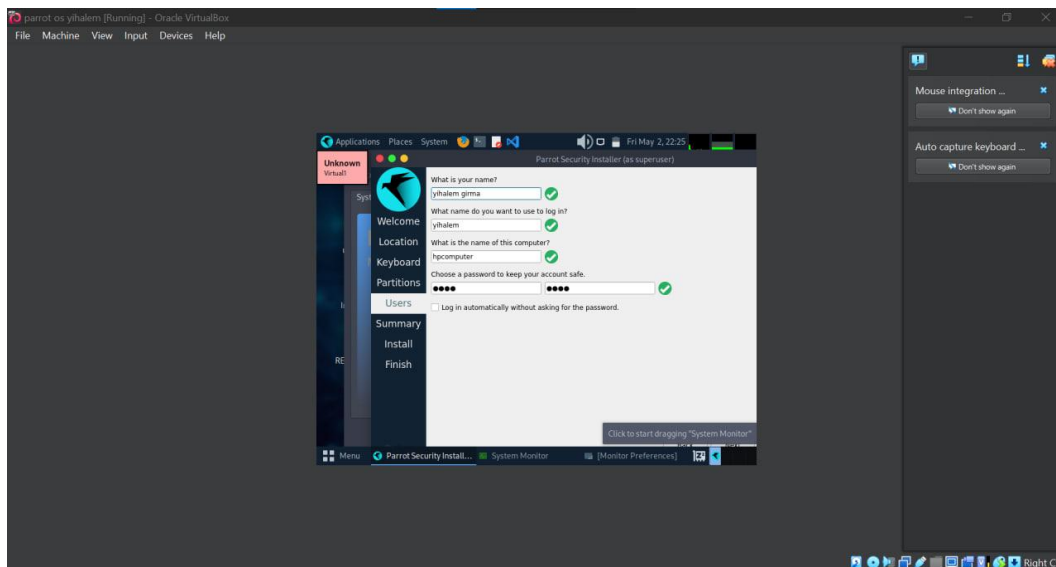 parrot os yihalem [Running] - Oracle VirtualBox
File Machine View Input Devices Help
Mouse integration ...
Don't show again
Auto capture keyboard ...
Don't show again
Applications Places System Fri May 2, 22:25
Unknown
Parrot Security Installer (as superuser)
Virtual1
Syst
What is your name?
yihalem girma
What name do you want to use to log in?
yihalem
What is the name of this computer?
hpcomputer
Choose a password to keep your account safe.
Log in automatically without asking for the password.
Welcome
Location
Keyboard
Partitions
Users
Summary
Install
Finish
RE
Click to start dragging "System Monitor"
Menu Parrot Security Install... System Monitor [Monitor Preferences]
Right C